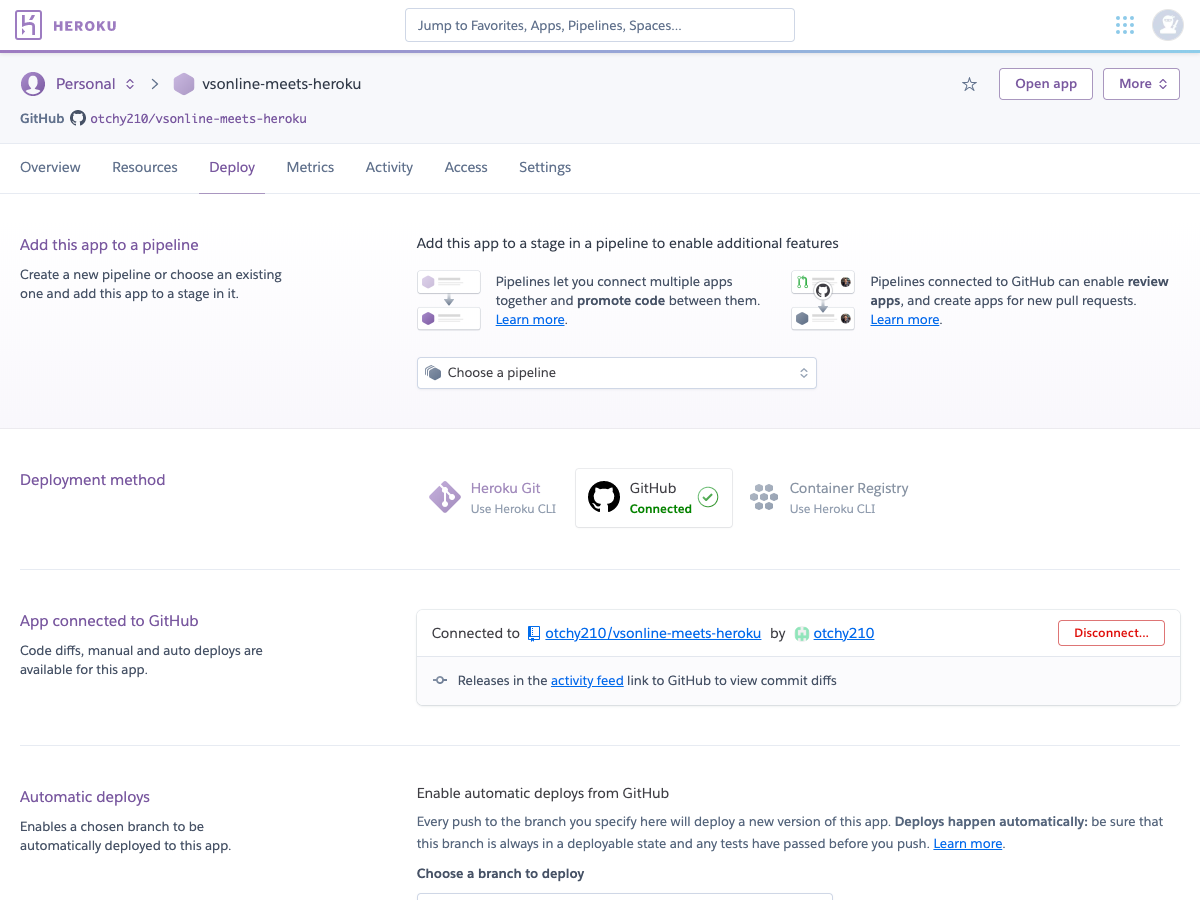 HEROKU
Jump to Favorites, Apps, Pipelines, Spaces...
Personal
vsonline-meets-heroku
Open app
More
GitHub otchy210/vsonline-meets-heroku
Overview
Resources
Deploy
Metrics
Activity
Access
Settings
Add this app to a pipeline
Create a new pipeline or choose an existing
one and add this app to a stage in it.
Add this app to a stage in a pipeline to enable additional features
Pipelines let you connect multiple apps
together and promote code between them.
Learn more.
Pipelines connected to GitHub can enable review
apps, and create apps for new pull requests.
Learn more.
Choose a pipeline
Deployment method
Heroku Git
Use Heroku CLI
GitHub
Connected
Container Registry
Use Heroku CLI
App connected to GitHub
Code diffs, manual and auto deploys are
available for this app.
Connected to otchy210/vsonline-meets-heroku by otchy210
Disconnect...
Releases in the activity feed link to GitHub to view commit diffs
Automatic deploys
Enables a chosen branch to be
automatically deployed to this app.
Enable automatic deploys from GitHub
Every push to the branch you specify here will deploy a new version of this app. Deploys happen automatically: be sure that
this branch is always in a deployable state and any tests have passed before you push. Learn more.
Choose a branch to deploy